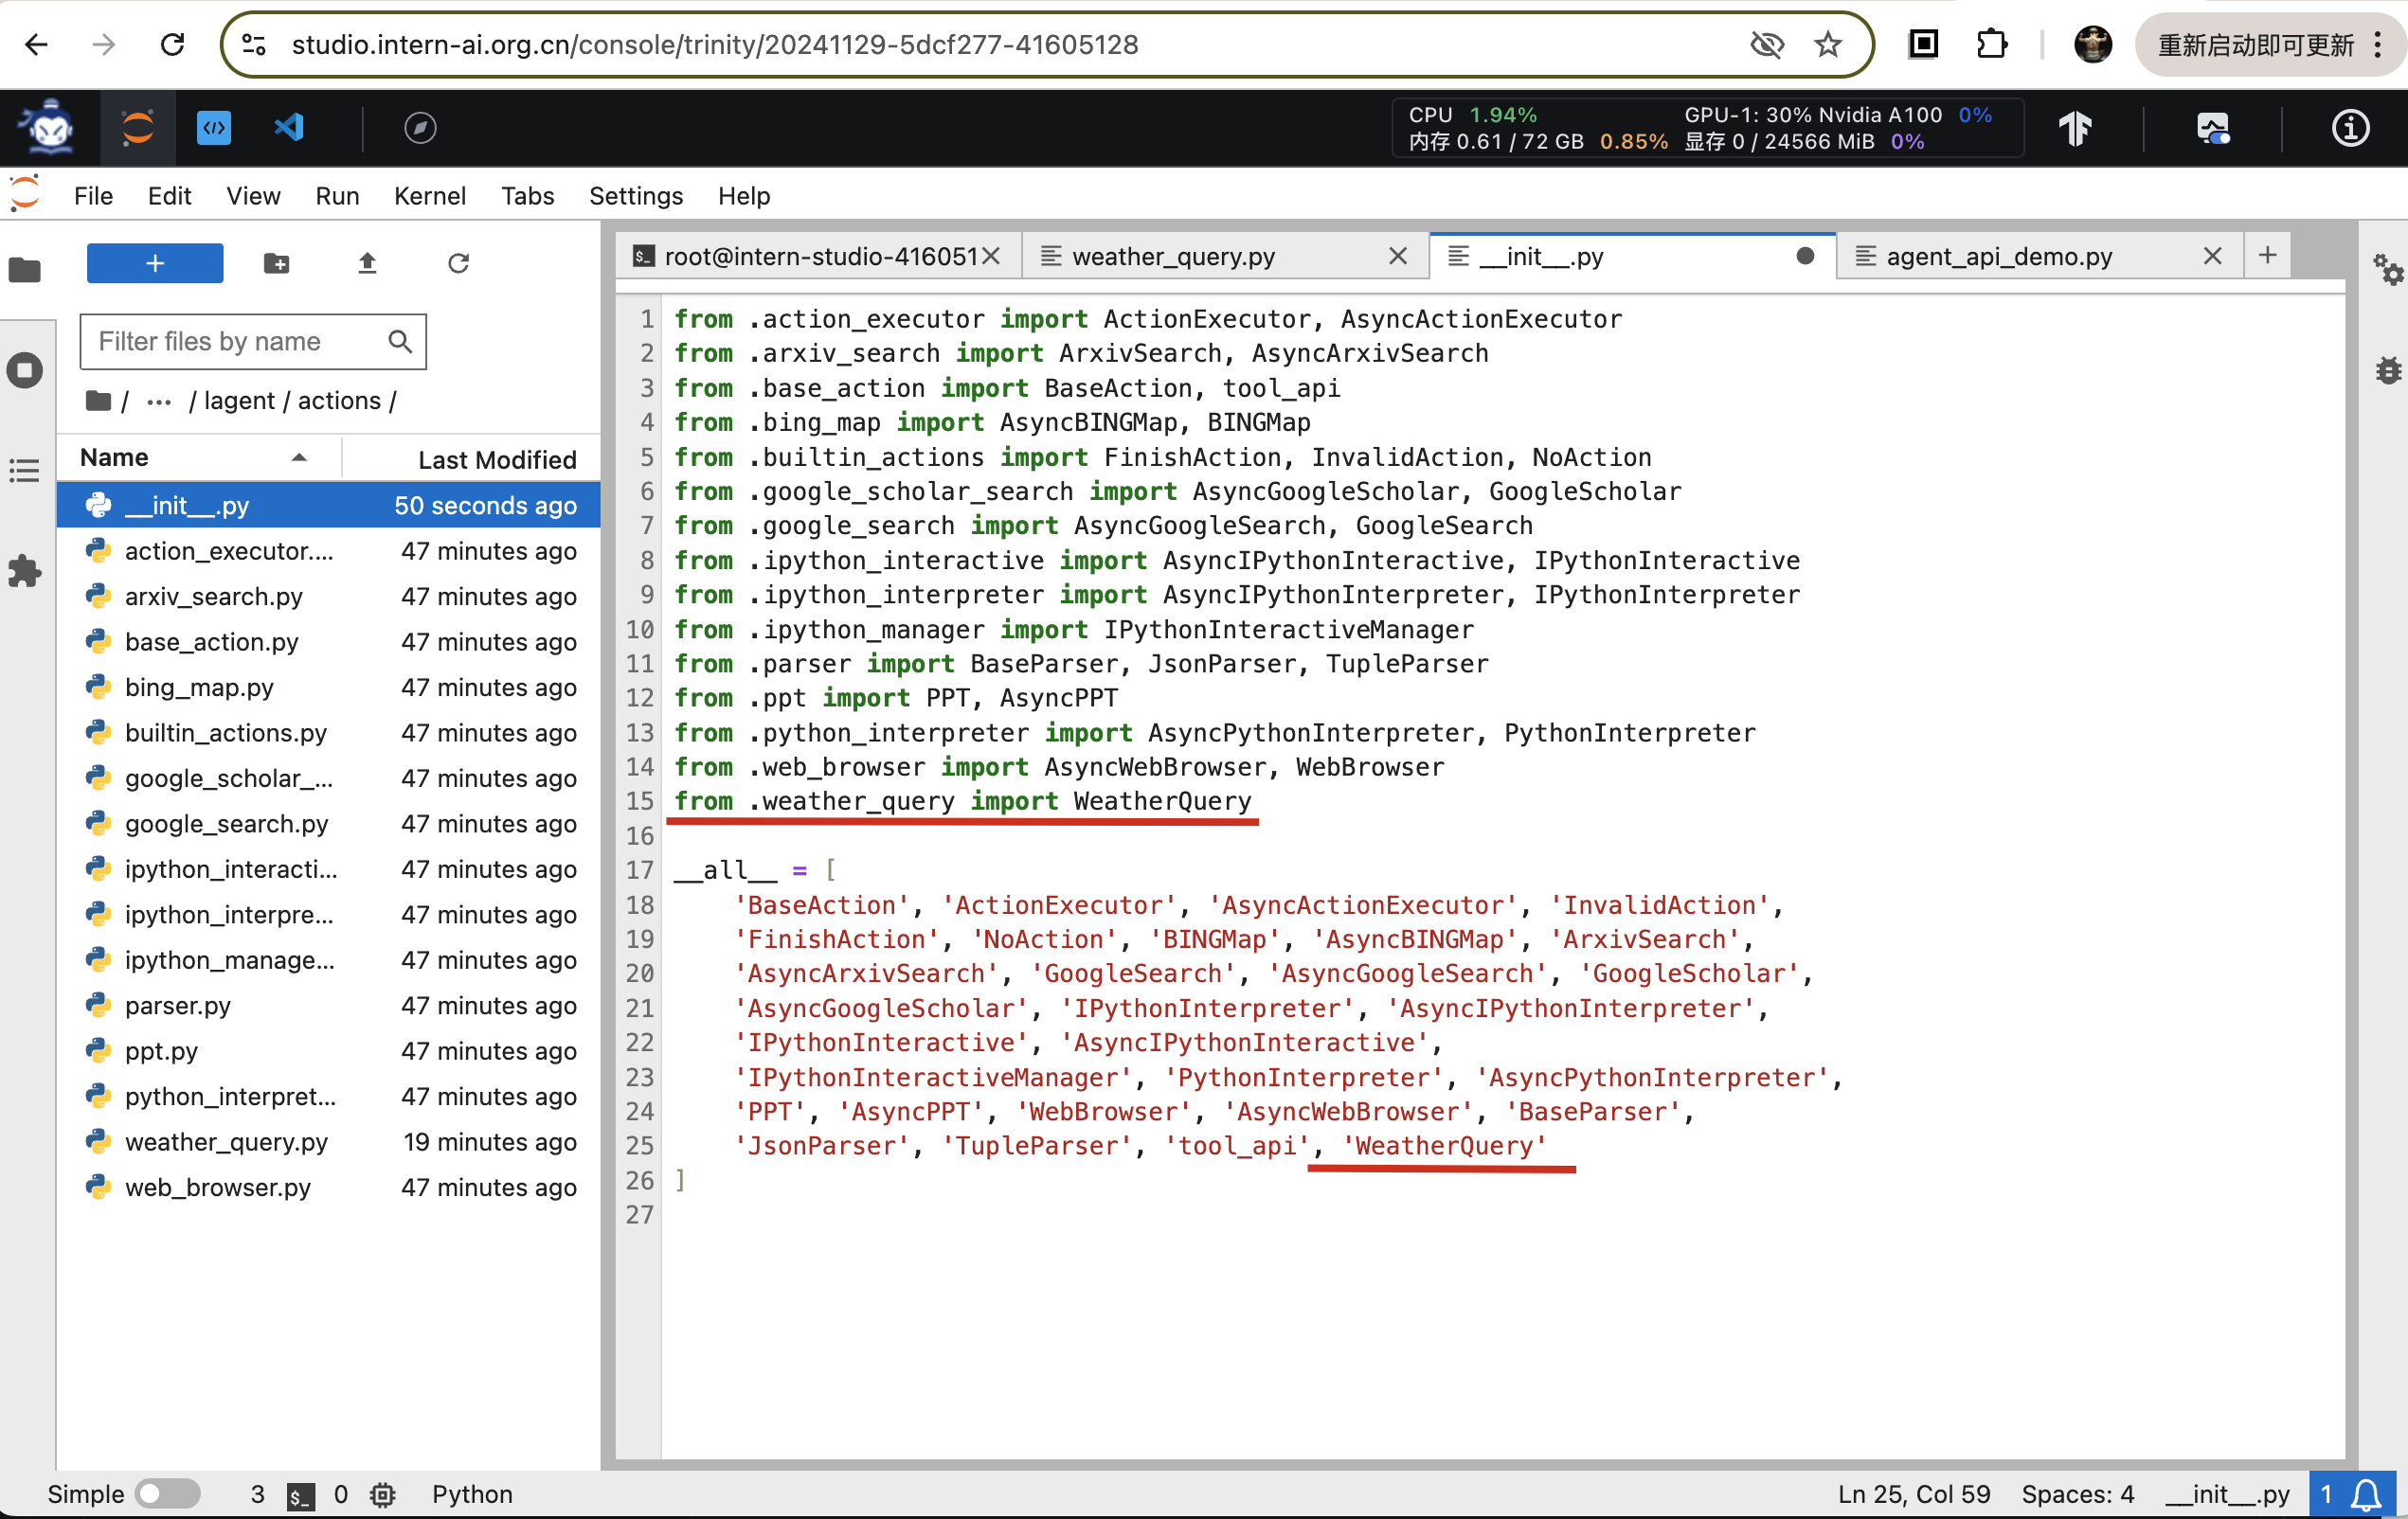 studio.intern-ai.org.cn/console/trinity/20241129-5dcf277-41605128
重新启动即可更新
CPU 1.94% GPU-1: 30% Nvidia A100 0%
内存 0.61 / 72 GB 0.85% 显存 0 / 24566 MiB 0%
File Edit View Run Kernel Tabs Settings Help
root@intern-studio-416051 weather_query.py __init__.py agent_api_demo.py
Filter files by name
/ ··· / lagent / actions /
Name Last Modified
__init__.py 50 seconds ago
action_executor.... 47 minutes ago
arxiv_search.py 47 minutes ago
base_action.py 47 minutes ago
bing_map.py 47 minutes ago
builtin_actions.py 47 minutes ago
google_scholar_... 47 minutes ago
google_search.py 47 minutes ago
ipython_interacti... 47 minutes ago
ipython_interpre... 47 minutes ago
ipython_manage... 47 minutes ago
parser.py 47 minutes ago
ppt.py 47 minutes ago
python_interpret... 47 minutes ago
weather_query.py 19 minutes ago
web_browser.py 47 minutes ago
1 from .action_executor import ActionExecutor, AsyncActionExecutor
2 from .arxiv_search import ArxivSearch, AsyncArxivSearch
3 from .base_action import BaseAction, tool_api
4 from .bing_map import AsyncBINGMap, BINGMap
5 from .builtin_actions import FinishAction, InvalidAction, NoAction
6 from .google_scholar_search import AsyncGoogleScholar, GoogleScholar
7 from .google_search import AsyncGoogleSearch, GoogleSearch
8 from .ipython_interactive import AsyncIPythonInteractive, IPythonInteractive
9 from .ipython_interpreter import AsyncIPythonInterpreter, IPythonInterpreter
10 from .ipython_manager import IPythonInteractiveManager
11 from .parser import BaseParser, JsonParser, TupleParser
12 from .ppt import PPT, AsyncPPT
13 from .python_interpreter import AsyncPythonInterpreter, PythonInterpreter
14 from .web_browser import AsyncWebBrowser, WebBrowser
15 from .weather_query import WeatherQuery
16
17 __all__ = [
18     'BaseAction', 'ActionExecutor', 'AsyncActionExecutor', 'InvalidAction',
19     'FinishAction', 'NoAction', 'BINGMap', 'AsyncBINGMap', 'ArxivSearch',
20     'AsyncArxivSearch', 'GoogleSearch', 'AsyncGoogleSearch', 'GoogleScholar',
21     'AsyncGoogleScholar', 'IPythonInterpreter', 'AsyncIPythonInterpreter',
22     'IPythonInteractive', 'AsyncIPythonInteractive',
23     'IPythonInteractiveManager', 'PythonInterpreter', 'AsyncPythonInterpreter',
24     'PPT', 'AsyncPPT', 'WebBrowser', 'AsyncWebBrowser', 'BaseParser',
25     'JsonParser', 'TupleParser', 'tool_api', 'WeatherQuery'
26 ]
27
Simple 3 $_ 0 Python Ln 25, Col 59 Spaces: 4 __init__.py 1